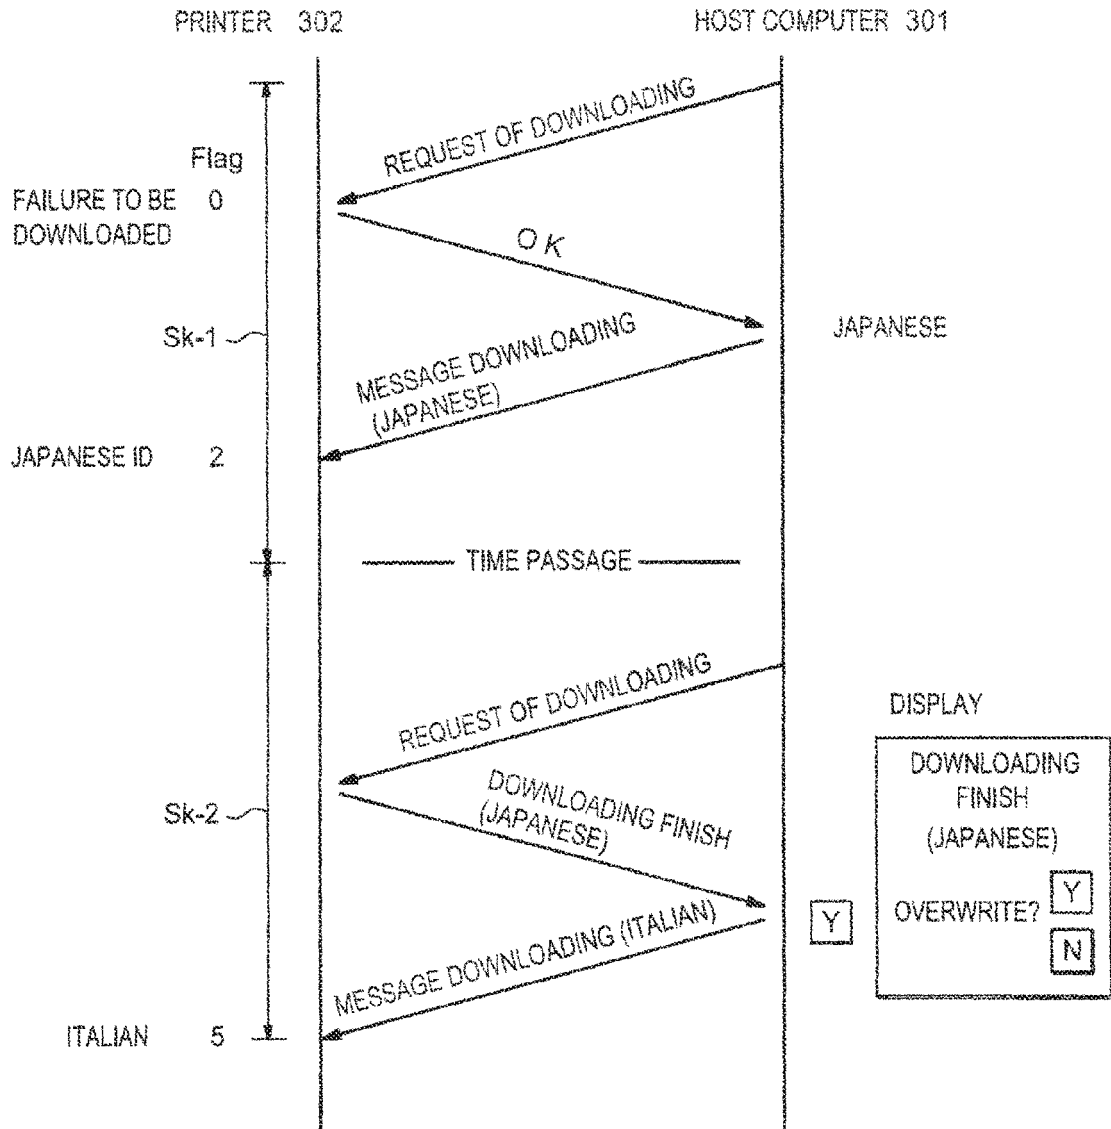 PRINTER 302
HOST COMPUTER 301
REQUEST OF DOWNLOADING
Flag
FAILURE TO BE 0
DOWNLOADED
OK
Sk-1
JAPANESE
MESSAGE DOWNLOADING
(JAPANESE)
JAPANESE ID 2
TIME PASSAGE
REQUEST OF DOWNLOADING
DISPLAY
DOWNLOADING
FINISH
(JAPANESE)
OVERWRITE? Y
N
Sk-2
DOWNLOADING FINISH
(JAPANESE)
Y
MESSAGE DOWNLOADING (ITALIAN)
ITALIAN 5